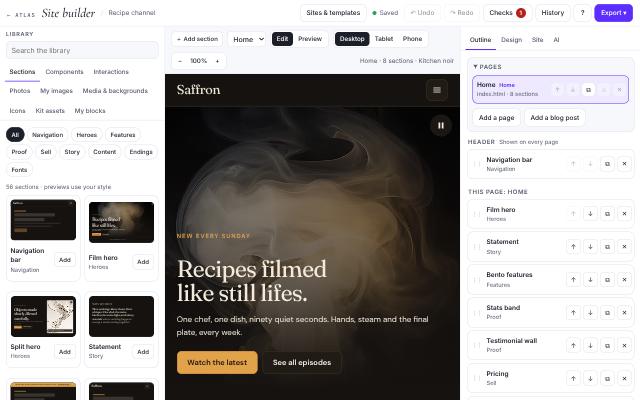 ← ATLAS Site builder / Recipe channel
Sites & templates
Saved
Undo
Redo
Checks 1
History
?
Export
LIBRARY
Search the library
Sections Components Interactions
Photos My images Media & backgrounds
Icons Kit assets My blocks
All Navigation Heroes Features
Proof Sell Story Content Endings
Fonts
56 sections · previews use your style
Navigation bar
Navigation
Add
Film hero
Heroes
Add
Split hero
Heroes
Add
Statement
Story
Add
+ Add section
Home
Edit Preview
Desktop Tablet Phone
− 100% +
Home · 8 sections · Kitchen noir
Saffron
NEW EVERY SUNDAY
Recipes filmed
like still lifes.
One chef, one dish, ninety quiet seconds. Hands, steam and the final
plate, every week.
Watch the latest
See all episodes
Outline Design Site AI
PAGES
Home Home
index.html · 8 sections
Add a page
Add a blog post
HEADER Shown on every page
Navigation bar
Navigation
THIS PAGE: HOME
Film hero
Heroes
Statement
Story
Bento features
Features
Stats band
Proof
Testimonial wall
Proof
Pricing
Sell